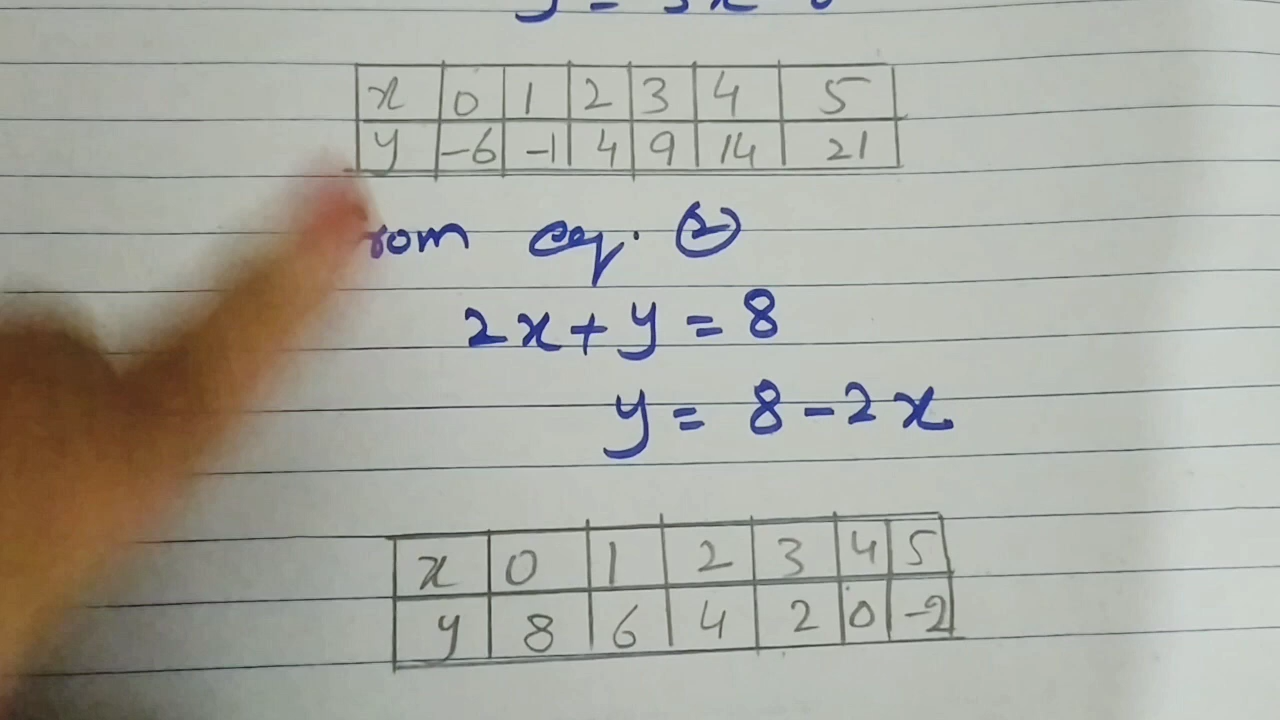 x 0 1 2 3 4 5
y -6 -1 4 9 14 21
rom eq. ②
2x + y = 8
y = 8 - 2x
x 0 1 2 3 4 5
y 8 6 4 2 0 -2